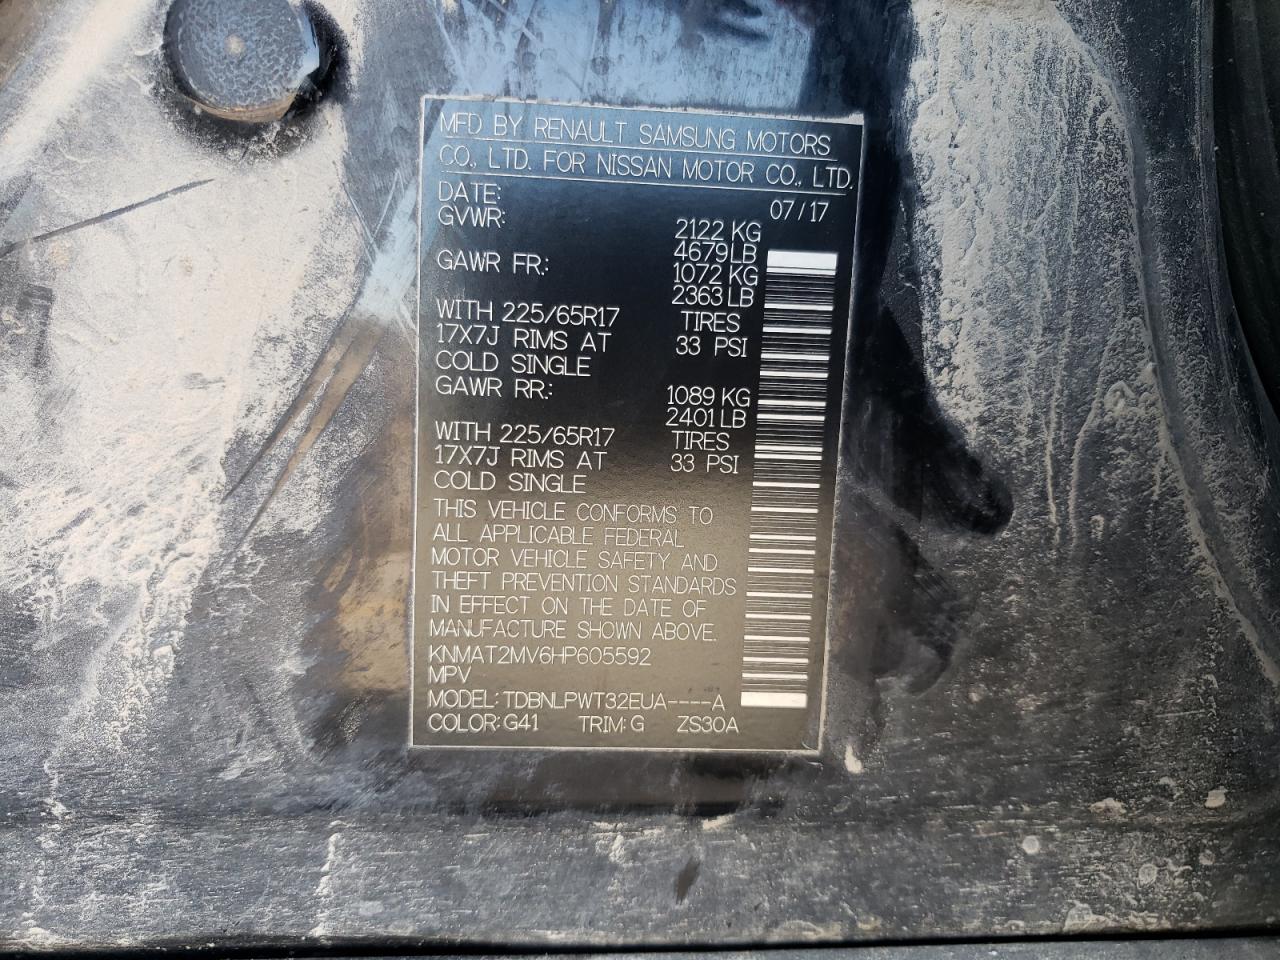 MFD BY RENAULT SAMSUNG MOTORS
CO., LTD. FOR NISSAN MOTOR CO., LTD.
DATE: 07/17
GVWR: 2122 KG
4679 LB
GAWR FR.: 1072 KG
2363 LB
WITH 225/65R17 TIRES
17X7J RIMS AT 33 PSI
COLD SINGLE
GAWR RR.: 1089 KG
2401 LB
WITH 225/65R17 TIRES
17X7J RIMS AT 33 PSI
COLD SINGLE
THIS VEHICLE CONFORMS TO
ALL APPLICABLE FEDERAL
MOTOR VEHICLE SAFETY AND
THEFT PREVENTION STANDARDS
IN EFFECT ON THE DATE OF
MANUFACTURE SHOWN ABOVE.
KNMAT2MV6HP605592
MPV
MODEL: TDBNLPWT32EUA----A
COLOR: G41 TRIM: G ZS30A